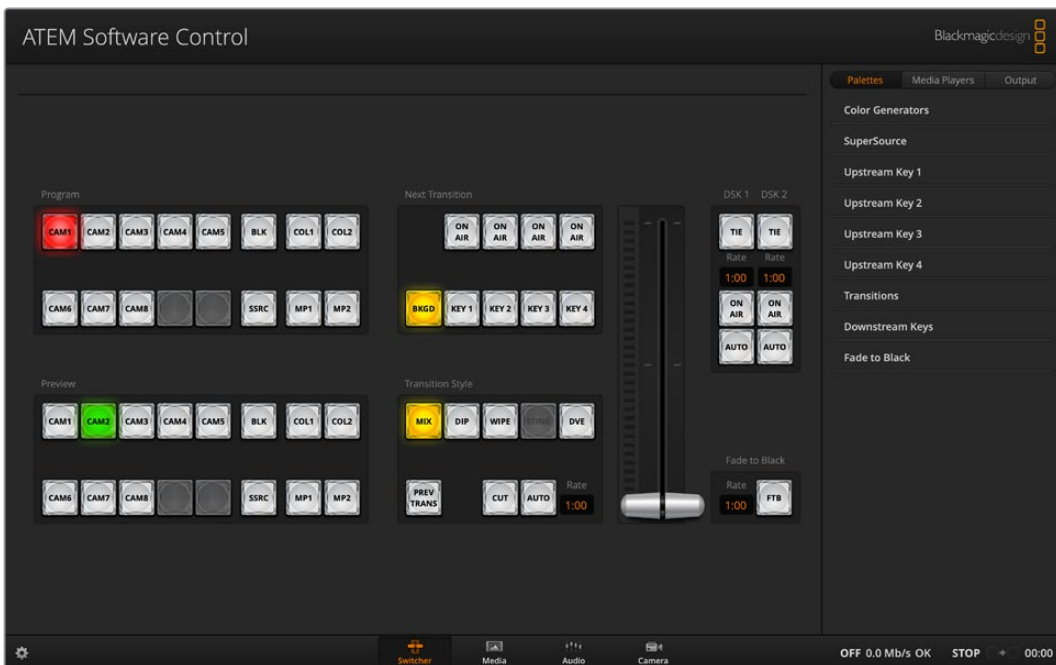 ATEM Software Control
Blackmagicdesign
Palettes Media Players Output
Color Generators
SuperSource
Upstream Key 1
Upstream Key 2
Upstream Key 3
Upstream Key 4
Transitions
Downstream Keys
Fade to Black
Program
CAM1 CAM2 CAM3 CAM4 CAM5 BLK COL1 COL2
CAM6 CAM7 CAM8 SSRC MP1 MP2
Next Transition
ON AIR ON AIR ON AIR ON AIR
BKGD KEY 1 KEY 2 KEY 3 KEY 4
DSK 1 DSK 2
TIE TIE
Rate Rate
1:00 1:00
ON AIR ON AIR
AUTO AUTO
Preview
CAM1 CAM2 CAM3 CAM4 CAM5 BLK COL1 COL2
CAM6 CAM7 CAM8 SSRC MP1 MP2
Transition Style
MIX DIP WIPE STING DVE
PREV TRANS CUT AUTO Rate 1:00
Fade to Black
Rate
1:00 FTB
Switcher Media Audio Camera
OFF 0.0 Mb/s OK STOP 00:00